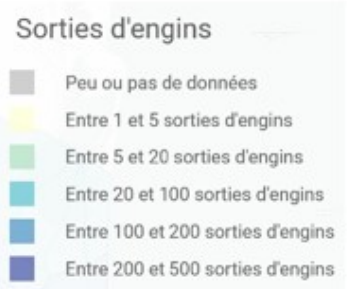 Sorties d'engins
Peu ou pas de données
Entre 1 et 5 sorties d'engins
Entre 5 et 20 sorties d'engins
Entre 20 et 100 sorties d'engins
Entre 100 et 200 sorties d'engins
Entre 200 et 500 sorties d'engins